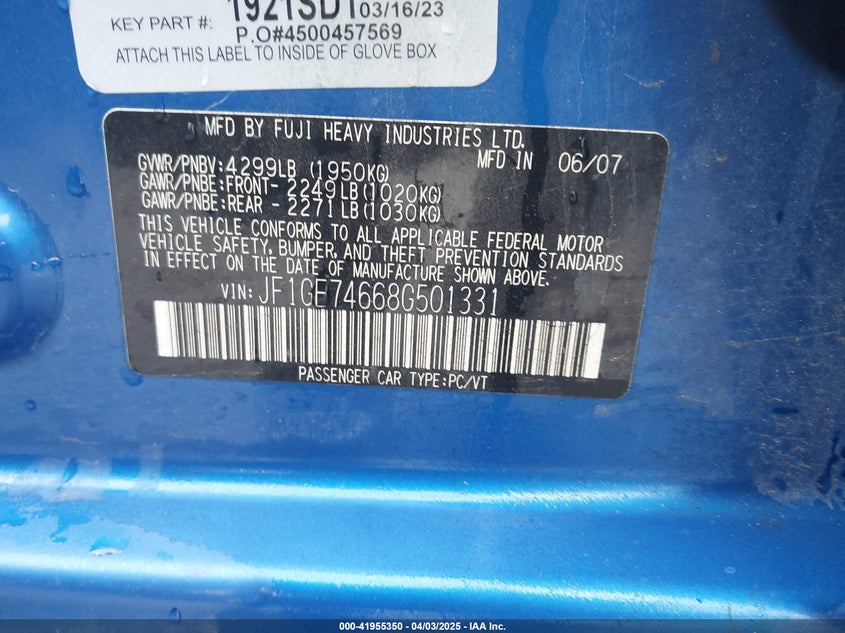 03/16/23
KEY PART #:
P.O#4500457569
ATTACH THIS LABEL TO INSIDE OF GLOVE BOX
MFD BY FUJI HEAVY INDUSTRIES LTD.
GVWR/PNBV:4299LB (1950KG) MFD IN 06/07
GAWR/PNBE:FRONT- 2249LB(1020KG)
GAWR/PNBE:REAR - 2271LB(1030KG)
THIS VEHICLE CONFORMS TO ALL APPLICABLE FEDERAL MOTOR
VEHICLE SAFETY, BUMPER, AND THEFT PREVENTION STANDARDS
IN EFFECT ON THE DATE OF MANUFACTURE SHOWN ABOVE.
VIN: JF1GE74668G501331
PASSENGER CAR TYPE:PC/VT
000-41955350 - 04/03/2025 - IAA Inc.